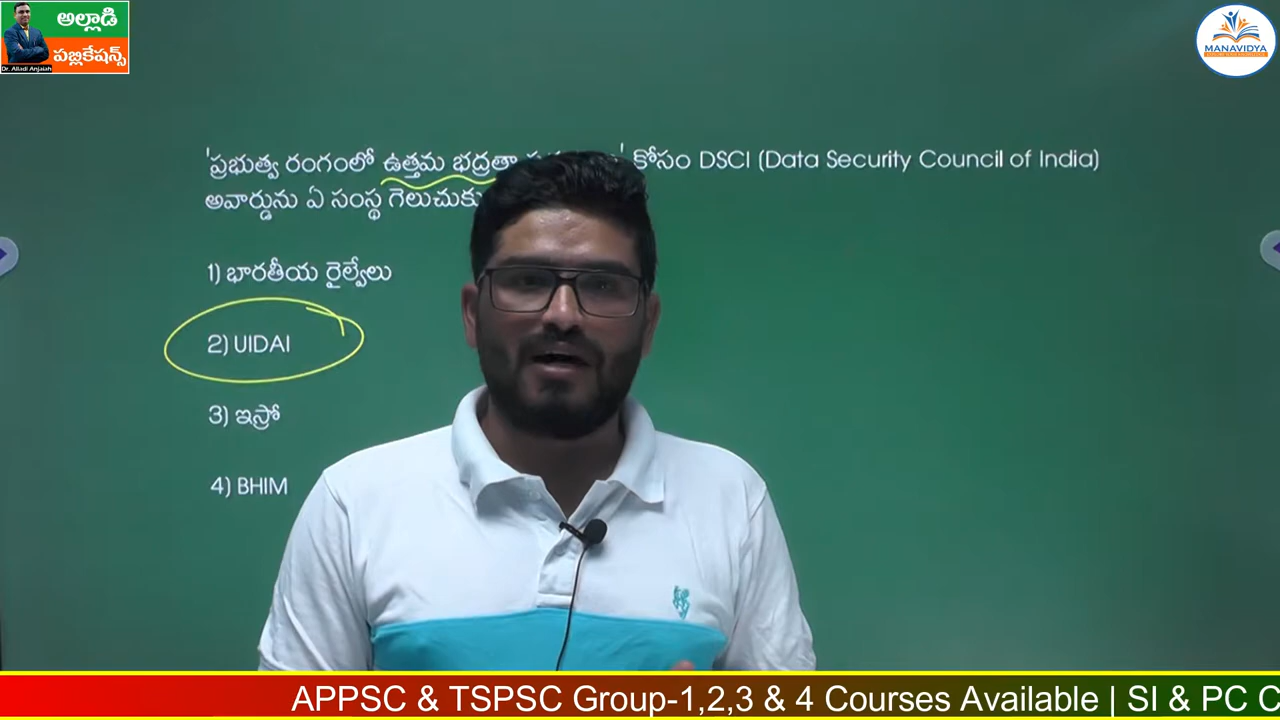 అల్లాడి
పబ్లికేషన్స్
Dr. Alladi Anjaiah
MANAVIDYA
'ప్రభుత్వ రంగంలో ఉత్తమ భద్రతా ' కోసం DSCI (Data Security Council of India)
అవార్డును ఏ సంస్థ
1) భారతీయ రైల్వేలు
2) UIDAI
3) ఇస్రో
4) BHIM
APPSC & TSPSC Group-1,2,3 & 4 Courses Available | SI & PC C